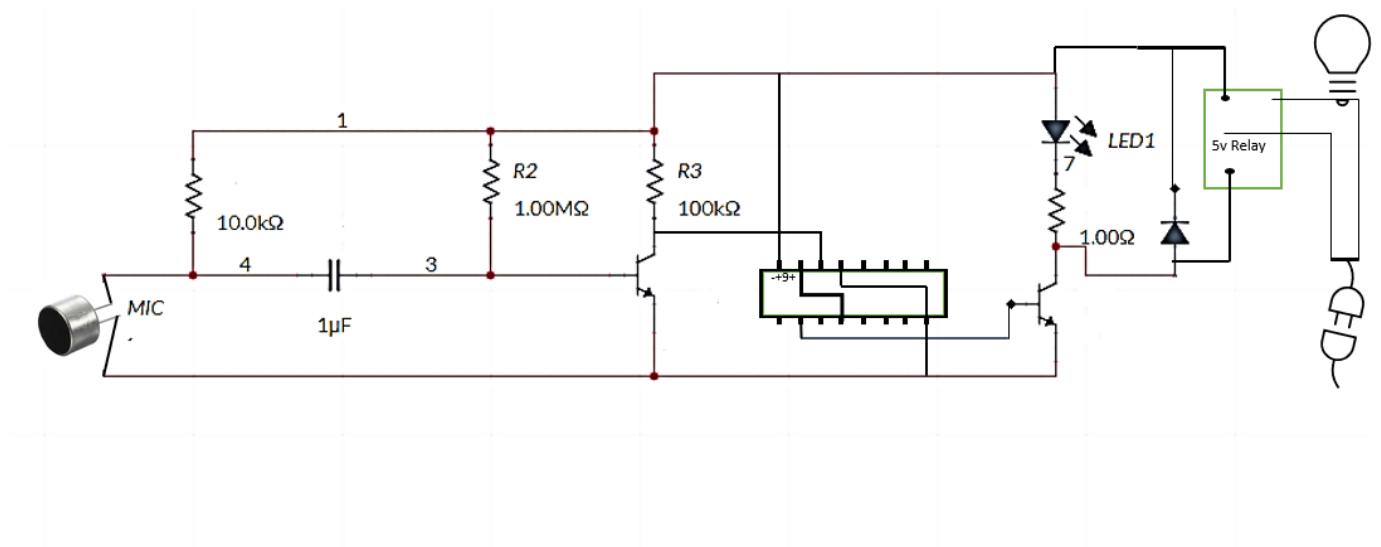 1
R2
R3
LED1
7
5v Relay
10.0kΩ
1.00MΩ
100kΩ
1.00Ω
4
3
-+9+
MIC
1µF